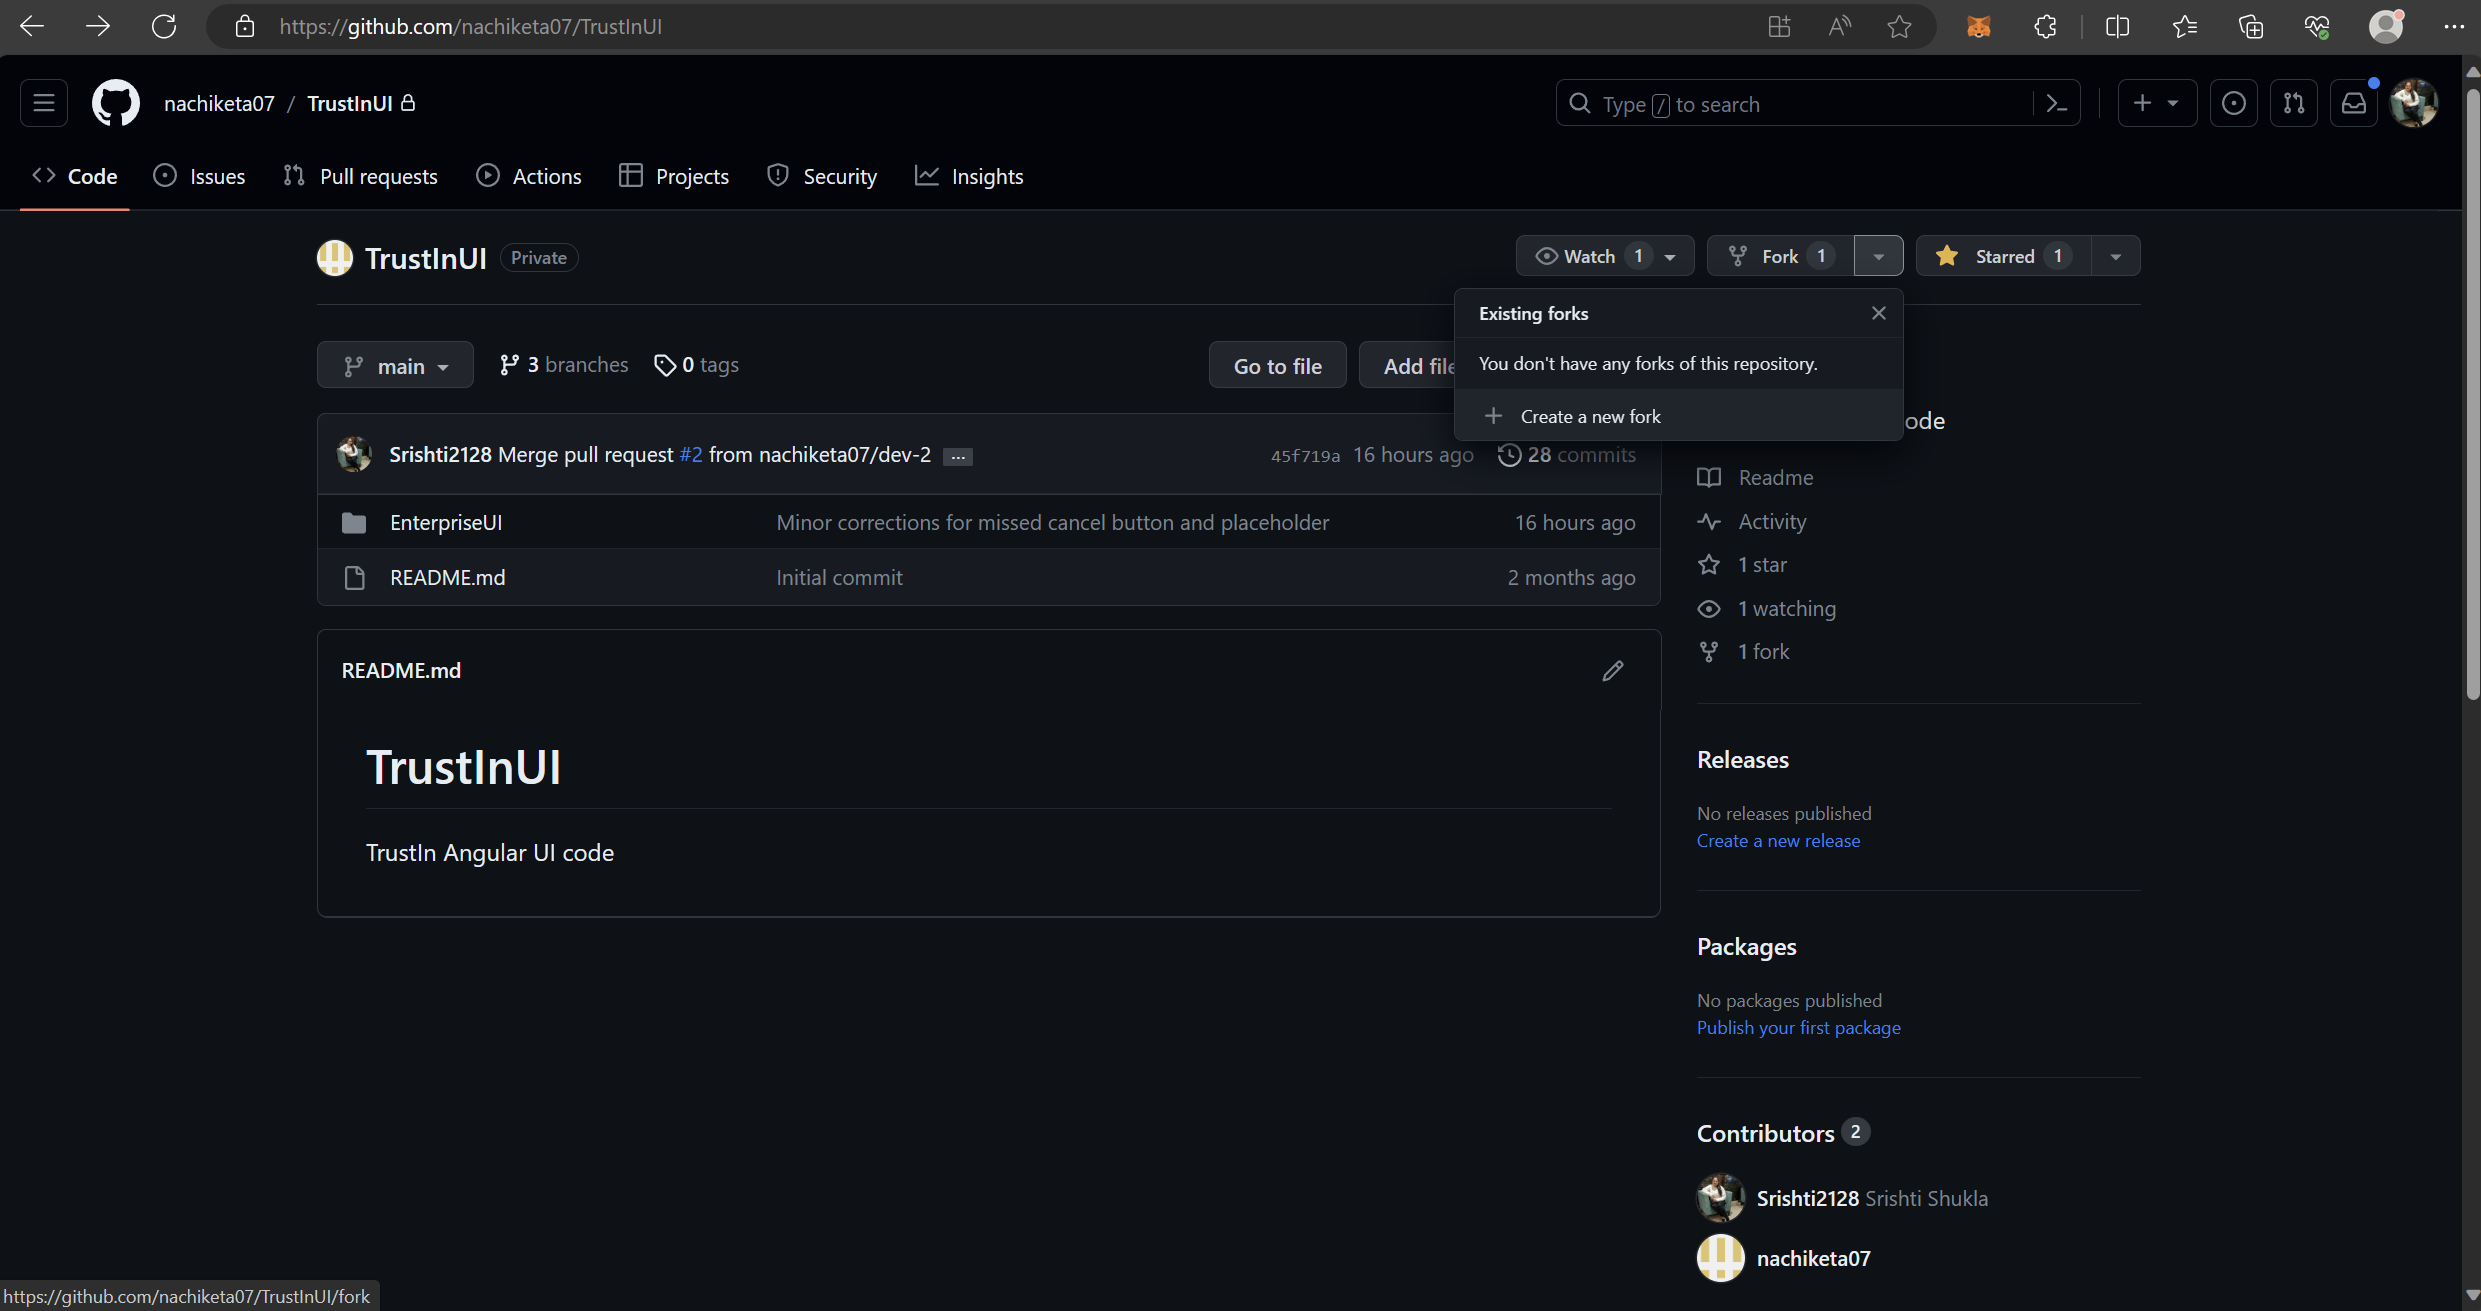 https://github.com/nachiketa07/TrustInUI
nachiketa07 / TrustInUI
Type / to search
Code Issues Pull requests Actions Projects Security Insights
TrustInUI Private
Watch 1 Fork 1 Starred 1
Existing forks
You don't have any forks of this repository.
Create a new fork
main 3 branches 0 tags
Go to file Add file
ode
Srishti2128 Merge pull request #2 from nachiketa07/dev-2 ...
45f719a 16 hours ago 28 commits
EnterpriseUI Minor corrections for missed cancel button and placeholder 16 hours ago
README.md Initial commit 2 months ago
README.md
TrustInUI
TrustIn Angular UI code
Readme
Activity
1 star
1 watching
1 fork
Releases
No releases published
Create a new release
Packages
No packages published
Publish your first package
Contributors 2
Srishti2128 Srishti Shukla
nachiketa07
https://github.com/nachiketa07/TrustInUI/fork